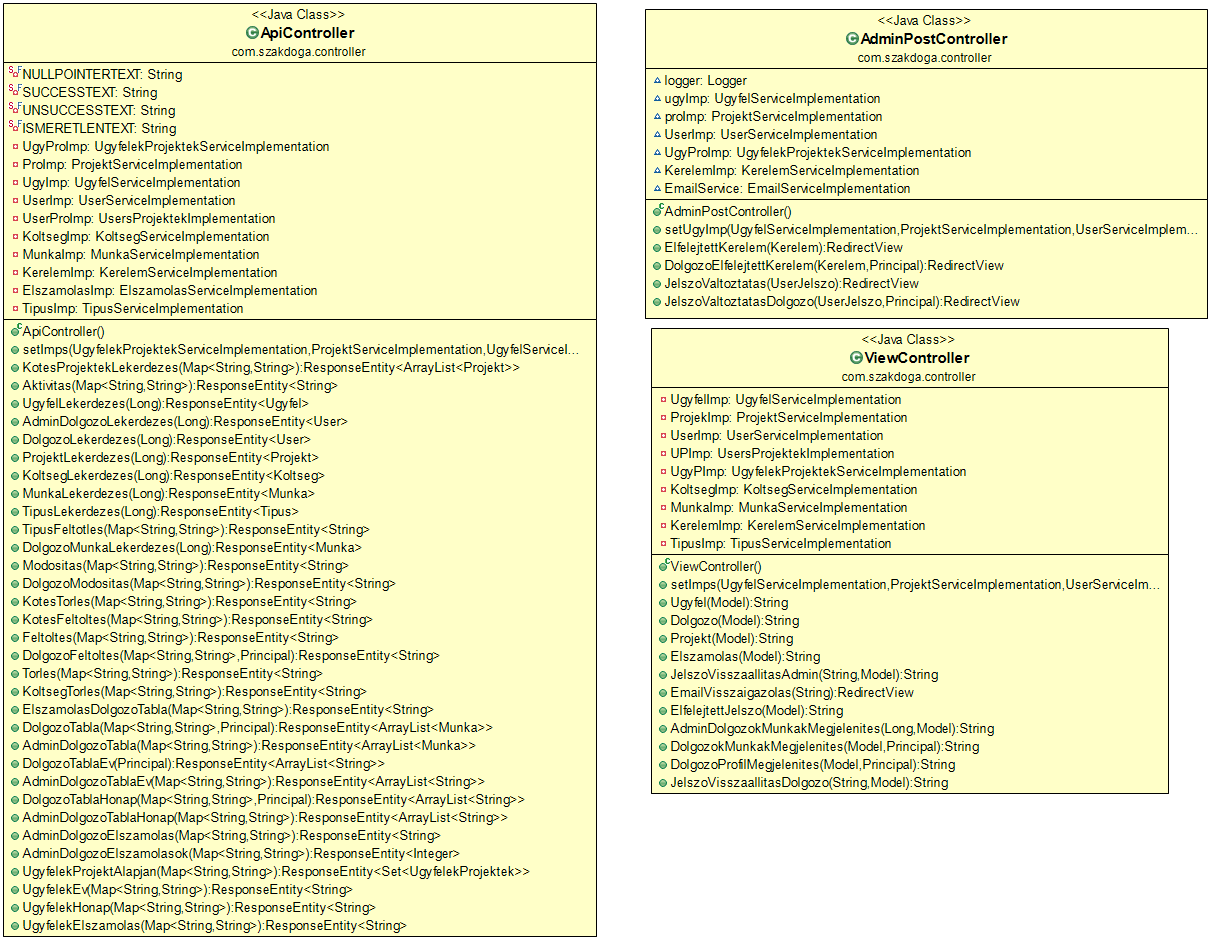 <<Java Class>>
ApiController
com.szakdoga.controller
NULLPOINTERTEXT: String
SUCCESSTEXT: String
UNSUCCESSTEXT: String
ISMERETLENTEXT: String
UgyProImp: UgyfelekProjektekServiceImplementation
ProImp: ProjektServiceImplementation
UgyImp: UgyfelServiceImplementation
UserImp: UserServiceImplementation
UserProImp: UsersProjektekImplementation
KoltsegImp: KoltsegServiceImplementation
MunkaImp: MunkaServiceImplementation
KerelemImp: KerelemServiceImplementation
ElszamolasImp: ElszamolasServiceImplementation
TipusImp: TipusServiceImplementation
ApiController()
setImps(UgyfelekProjektekServiceImplementation,ProjektServiceImplementation,UgyfelServiceI...
KotesProjektekLekerdezes(Map<String,String>):ResponseEntity<ArrayList<Projekt>>
Aktivitas(Map<String,String>):ResponseEntity<String>
UgyfelLekerdezes(Long):ResponseEntity<Ugyfel>
AdminDolgozoLekerdezes(Long):ResponseEntity<User>
DolgozoLekerdezes(Long):ResponseEntity<User>
ProjektLekerdezes(Long):ResponseEntity<Projekt>
KoltsegLekerdezes(Long):ResponseEntity<Koltseg>
MunkaLekerdezes(Long):ResponseEntity<Munka>
TipusLekerdezes(Long):ResponseEntity<Tipus>
TipusFeltotles(Map<String,String>):ResponseEntity<String>
DolgozoMunkaLekerdezes(Long):ResponseEntity<Munka>
Modositas(Map<String,String>):ResponseEntity<String>
DolgozoModositas(Map<String,String>):ResponseEntity<String>
KotesTorles(Map<String,String>):ResponseEntity<String>
KotesFeltoltes(Map<String,String>):ResponseEntity<String>
Feltoltes(Map<String,String>):ResponseEntity<String>
DolgozoFeltoltes(Map<String,String>,Principal):ResponseEntity<String>
Torles(Map<String,String>):ResponseEntity<String>
KoltsegTorles(Map<String,String>):ResponseEntity<String>
ElszamolasDolgozoTabla(Map<String,String>):ResponseEntity<String>
DolgozoTabla(Map<String,String>,Principal):ResponseEntity<ArrayList<Munka>>
AdminDolgozoTabla(Map<String,String>):ResponseEntity<ArrayList<Munka>>
DolgozoTablaEv(Principal):ResponseEntity<ArrayList<String>>
AdminDolgozoTablaEv(Map<String,String>):ResponseEntity<ArrayList<String>>
DolgozoTablaHonap(Map<String,String>,Principal):ResponseEntity<ArrayList<String>>
AdminDolgozoTablaHonap(Map<String,String>):ResponseEntity<ArrayList<String>>
AdminDolgozoElszamolas(Map<String,String>):ResponseEntity<String>
AdminDolgozoElszamolasok(Map<String,String>):ResponseEntity<Integer>
UgyfelekProjektAlapjan(Map<String,String>):ResponseEntity<Set<UgyfelekProjektek>>
UgyfelekEv(Map<String,String>):ResponseEntity<String>
UgyfelekHonap(Map<String,String>):ResponseEntity<String>
UgyfelekElszamolas(Map<String,String>):ResponseEntity<String>
<<Java Class>>
AdminPostController
com.szakdoga.controller
logger: Logger
ugyImp: UgyfelServiceImplementation
proImp: ProjektServiceImplementation
UserImp: UserServiceImplementation
UgyProImp: UgyfelekProjektekServiceImplementation
KerelemImp: KerelemServiceImplementation
EmailService: EmailServiceImplementation
AdminPostController()
setUgyImp(UgyfelServiceImplementation,ProjektServiceImplementation,UserServiceImplem...
ElfelejtettKerelem(Kerelem):RedirectView
DolgozoElfelejtettKerelem(Kerelem,Principal):RedirectView
JelszoValtoztatas(UserJelszo):RedirectView
JelszoValtoztatasDolgozo(UserJelszo,Principal):RedirectView
<<Java Class>>
ViewController
com.szakdoga.controller
UgyfelImp: UgyfelServiceImplementation
ProjekImp: ProjektServiceImplementation
UserImp: UserServiceImplementation
UPImp: UsersProjektekImplementation
UgyPImp: UgyfelekProjektekServiceImplementation
KoltsegImp: KoltsegServiceImplementation
MunkaImp: MunkaServiceImplementation
KerelemImp: KerelemServiceImplementation
TipusImp: TipusServiceImplementation
ViewController()
setImps(UgyfelServiceImplementation,ProjektServiceImplementation,UserServiceIm...
Ugyfel(Model):String
Dolgozo(Model):String
Projekt(Model):String
Elszamolas(Model):String
JelszoVisszaallitasAdmin(String,Model):String
EmailVisszaigazolas(String):RedirectView
ElfelejtettJelszo(Model):String
AdminDolgozokMunkakMegjelenites(Long,Model):String
DolgozokMunkakMegjelenites(Model,Principal):String
DolgozoProfilMegjelenites(Model,Principal):String
JelszoVisszaallitasDolgozo(String,Model):String